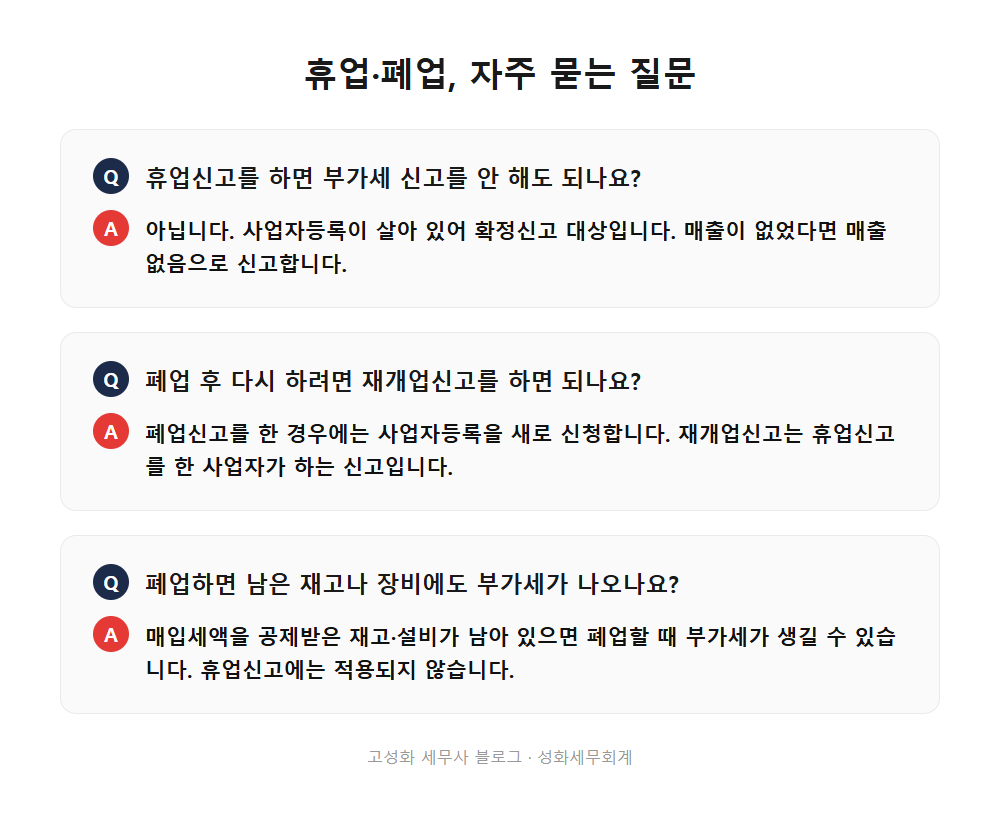 휴업·폐업, 자주 묻는 질문
Q 휴업신고를 하면 부가세 신고를 안 해도 되나요?
A 아닙니다. 사업자등록이 살아 있어 확정신고 대상입니다. 매출이 없었다면 매출
없음으로 신고합니다.
Q 폐업 후 다시 하려면 재개업신고를 하면 되나요?
A 폐업신고를 한 경우에는 사업자등록을 새로 신청합니다. 재개업신고는 휴업신고
를 한 사업자가 하는 신고입니다.
Q 폐업하면 남은 재고나 장비에도 부가세가 나오나요?
A 매입세액을 공제받은 재고·설비가 남아 있으면 폐업할 때 부가세가 생길 수 있습
니다. 휴업신고에는 적용되지 않습니다.
고성화 세무사 블로그 · 성화세무회계